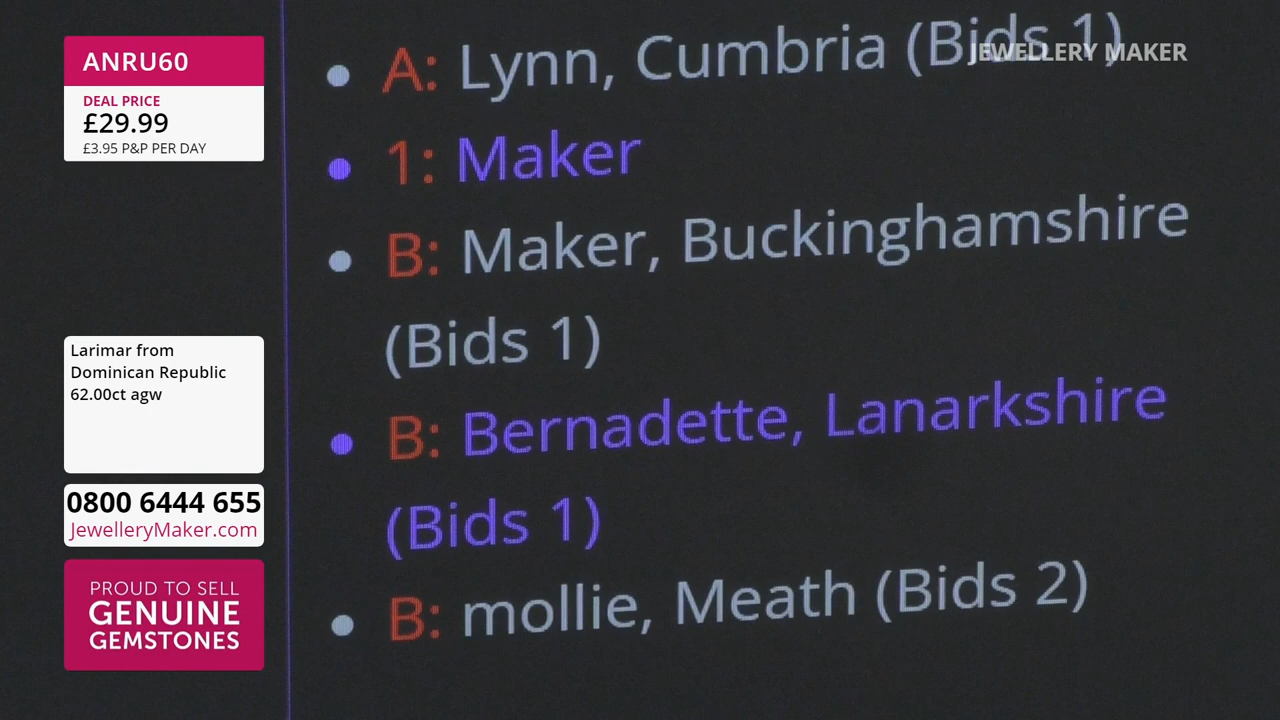 ANRU60
DEAL PRICE
£29.99
£3.95 P&P PER DAY
Larimar from
Dominican Republic
62.00ct agw
0800 6444 655
JewelleryMaker.com
PROUD TO SELL
GENUINE
GEMSTONES
JEWELLERY MAKER
A: Lynn, Cumbria (Bids 1)
1: Maker
B: Maker, Buckinghamshire
(Bids 1)
B: Bernadette, Lanarkshire
(Bids 1)
B: mollie, Meath (Bids 2)